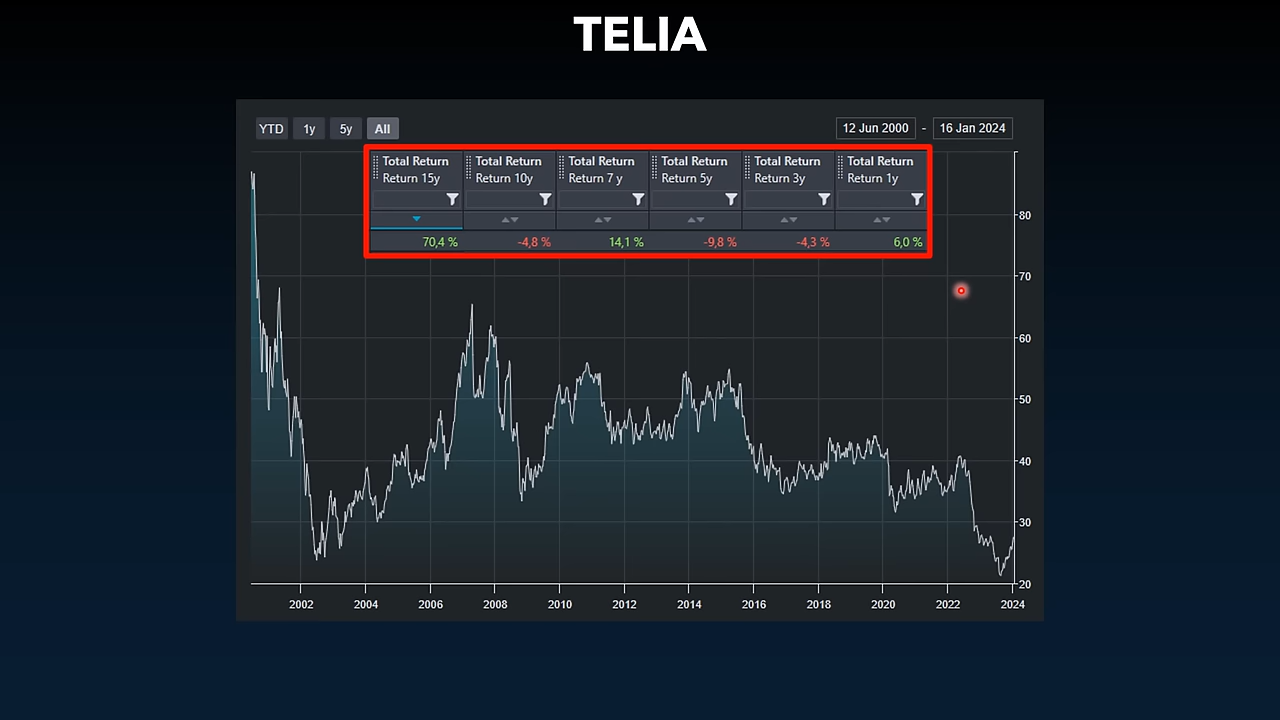 TELIA
YTD 1y 5y All 12 Jun 2000 - 16 Jan 2024
Total Return Total Return Total Return Total Return Total Return Total Return
Return 15y Return 10y Return 7 y Return 5y Return 3y Return 1y
70,4 % -4,8 % 14,1 % -9,8 % -4,3 % 6,0 %
80
70
60
50
40
30
20
2002 2004 2006 2008 2010 2012 2014 2016 2018 2020 2022 2024